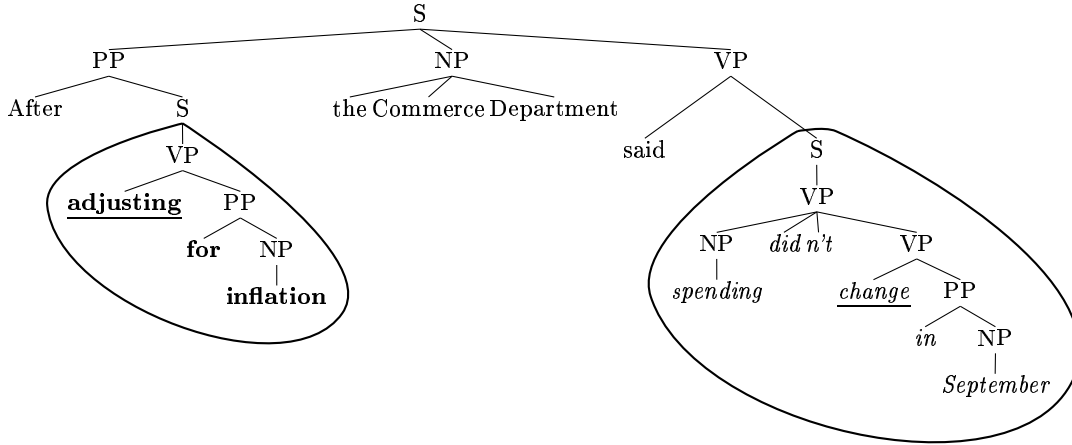 S
PP NP VP
After S the Commerce Department
VP said S
adjusting PP VP
for NP NP did n't VP
inflation spending change PP
in NP
September